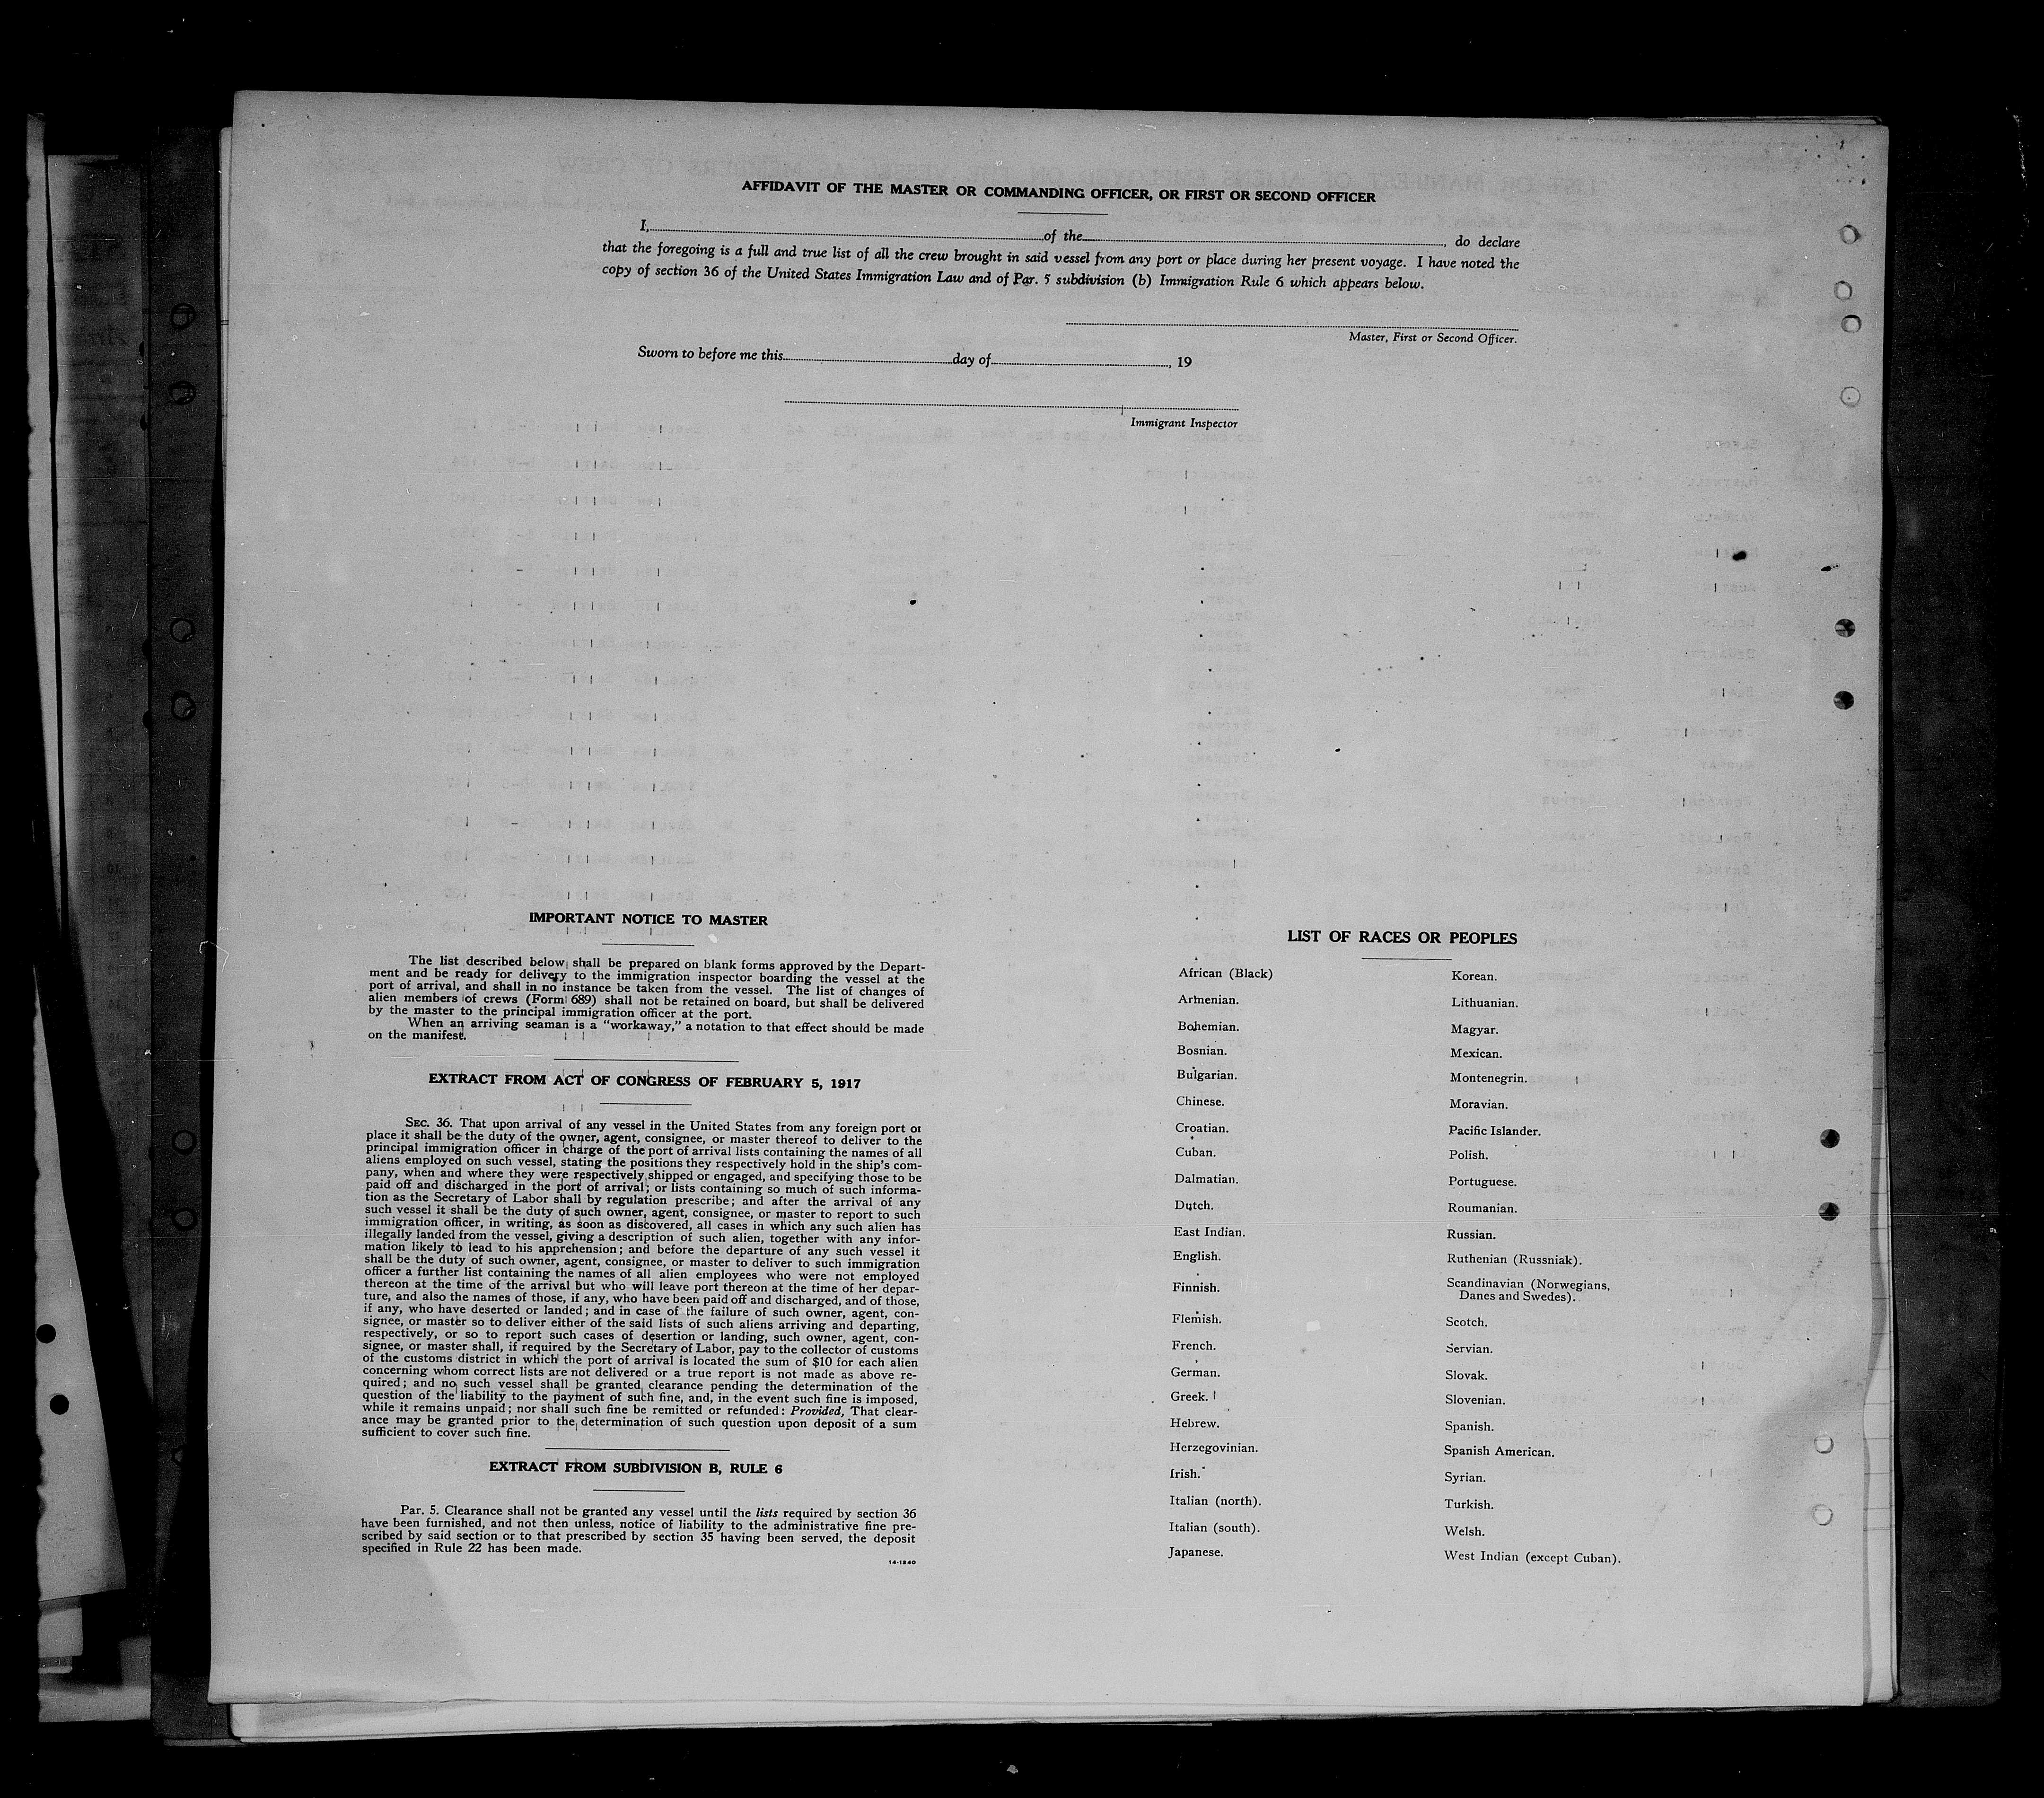 AFFIDAVIT OF THE MASTER OR COMMANDING OFFICER, OR FIRST OR SECOND OFFICER
I, of the , do declare
that the foregoing is a full and true list of all the crew brought in said vessel from any port or place during her present voyage. I have noted the
copy of section 36 of the United States Immigration Law and of Par. 5 subdivision (b) Immigration Rule 6 which appears below.
Master, First or Second Officer.
Sworn to before me this day of , 19
Immigrant Inspector
IMPORTANT NOTICE TO MASTER
The list described below shall be prepared on blank forms approved by the Depart-
ment and be ready for delivery to the immigration inspector boarding the vessel at the
port of arrival, and shall in no instance be taken from the vessel. The list of changes of
alien members of crews (Form 689) shall not be retained on board, but shall be delivered
by the master to the principal immigration officer at the port.
When an arriving seaman is a "workaway," a notation to that effect should be made
on the manifest.
EXTRACT FROM ACT OF CONGRESS OF FEBRUARY 5, 1917
SEC. 36. That upon arrival of any vessel in the United States from any foreign port or
place it shall be the duty of the owner, agent, consignee, or master thereof to deliver to the
principal immigration officer in charge of the port of arrival lists containing the names of all
aliens employed on such vessel, stating the positions they respectively hold in the ship's com-
pany, when and where they were respectively shipped or engaged, and specifying those to be
paid off and discharged in the port of arrival; or lists containing so much of such informa-
tion as the Secretary of Labor shall by regulation prescribe; and after the arrival of any
such vessel it shall be the duty of such owner, agent, consignee, or master to report to such
immigration officer, in writing, as soon as discovered, all cases in which any such alien has
illegally landed from the vessel, giving a description of such alien, together with any infor-
mation likely to lead to his apprehension; and before the departure of any such vessel it
shall be the duty of such owner, agent, consignee, or master to deliver to such immigration
officer a further list containing the names of all alien employees who were not employed
thereon at the time of the arrival but who will leave port thereon at the time of her depar-
ture, and also the names of those, if any, who have been paid off and discharged, and of those,
if any, who have deserted or landed; and in case of the failure of such owner, agent, con-
signee, or master so to deliver either of the said lists of such aliens arriving and departing,
respectively, or so to report such cases of desertion or landing, such owner, agent, con-
signee, or master shall, if required by the Secretary of Labor, pay to the collector of customs
of the customs district in which the port of arrival is located the sum of $10 for each alien
concerning whom correct lists are not delivered or a true report is not made as above re-
quired; and no such vessel shall be granted clearance pending the determination of the
question of the liability to the payment of such fine, and, in the event such fine is imposed,
while it remains unpaid; nor shall such fine be remitted or refunded: Provided, That clear-
ance may be granted prior to the determination of such question upon deposit of a sum
sufficient to cover such fine.
EXTRACT FROM SUBDIVISION B, RULE 6
Par. 5. Clearance shall not be granted any vessel until the lists required by section 36
have been furnished, and not then unless, notice of liability to the administrative fine pre-
scribed by said section or to that prescribed by section 35 having been served, the deposit
specified in Rule 22 has been made.
14-1240
LIST OF RACES OR PEOPLES
African (Black)
Armenian.
Bohemian.
Bosnian.
Bulgarian.
Chinese.
Croatian.
Cuban.
Dalmatian.
Dutch.
East Indian.
English.
Finnish.
Flemish.
French.
German.
Greek.
Hebrew.
Herzegovinian.
Irish.
Italian (north).
Italian (south).
Japanese.
Korean.
Lithuanian.
Magyar.
Mexican.
Montenegrin.
Moravian.
Pacific Islander.
Polish.
Portuguese.
Roumanian.
Russian.
Ruthenian (Russniak).
Scandinavian (Norwegians,
Danes and Swedes).
Scotch.
Servian.
Slovak.
Slovenian.
Spanish.
Spanish American.
Syrian.
Turkish.
Welsh.
West Indian (except Cuban).